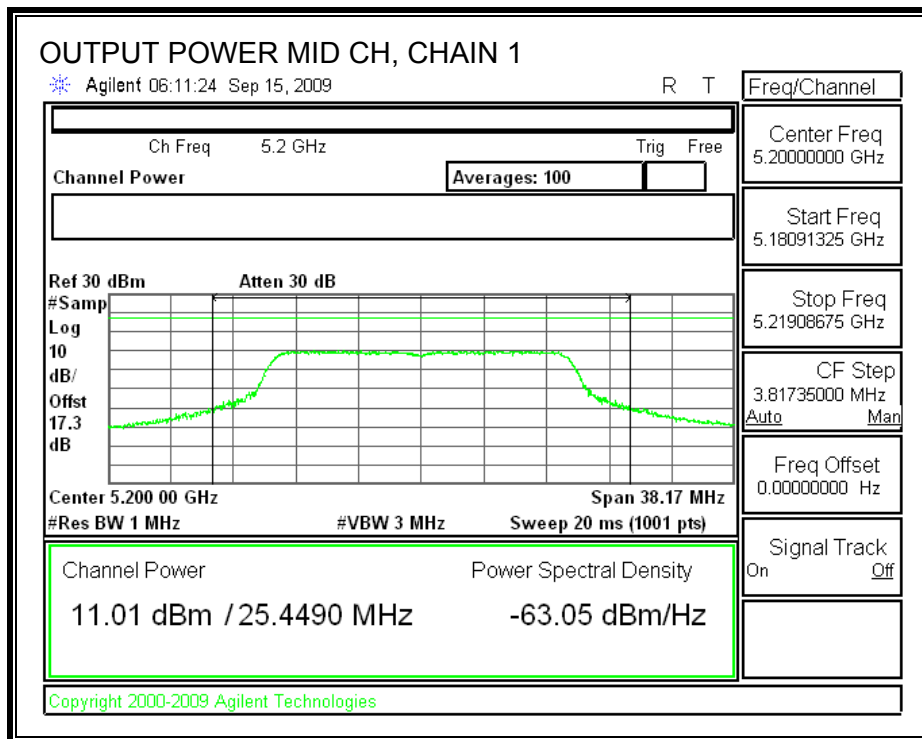 OUTPUT POWER MID CH, CHAIN 1
Agilent 06:11:24 Sep 15, 2009 R T
Ch Freq 5.2 GHz Trig Free
Channel Power Averages: 100
Ref 30 dBm Atten 30 dB
#Samp
Log
10
dB/
Offst
17.3
dB
Center 5.200 00 GHz Span 38.17 MHz
#Res BW 1 MHz #VBW 3 MHz Sweep 20 ms (1001 pts)
Channel Power Power Spectral Density
11.01 dBm / 25.4490 MHz -63.05 dBm/Hz
Copyright 2000-2009 Agilent Technologies
Freq/Channel
Center Freq
5.20000000 GHz
Start Freq
5.18091325 GHz
Stop Freq
5.21908675 GHz
CF Step
3.81735000 MHz
Auto Man
Freq Offset
0.00000000 Hz
Signal Track
On Off